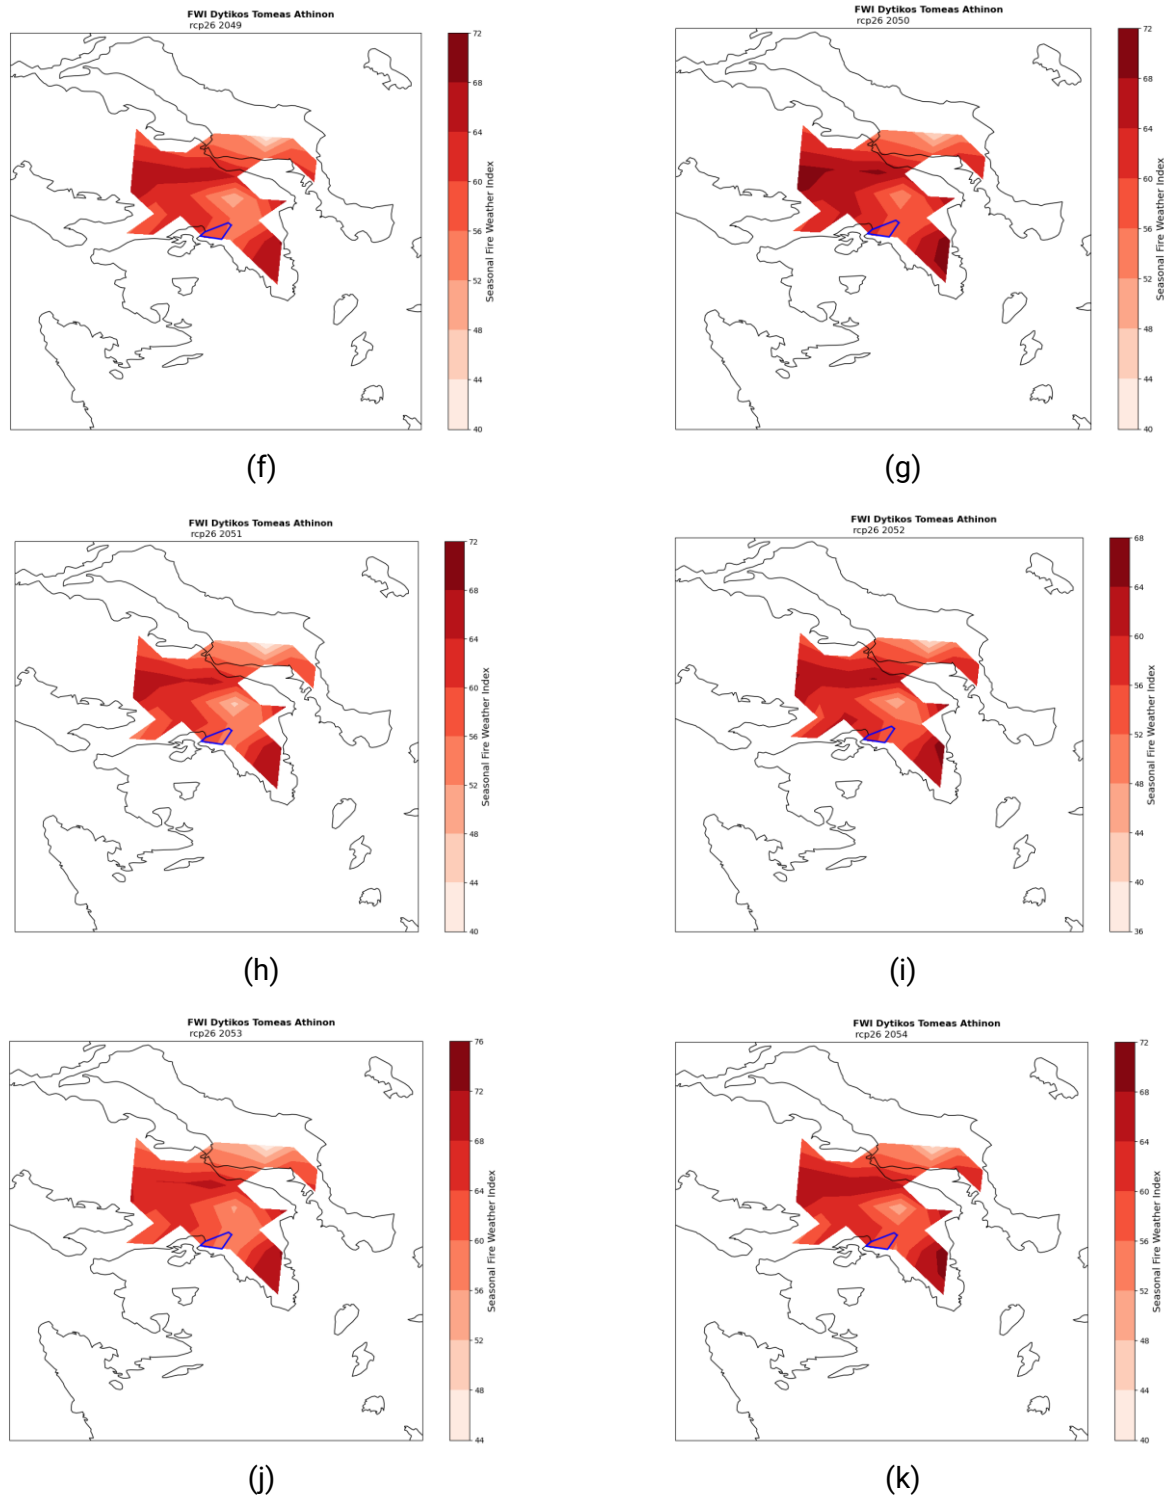 FWI Dytikos Tomeas Athinon
rcp26 2049
72
68
64
60
56
52
48
44
40
Seasonal Fire Weather Index
(f)
FWI Dytikos Tomeas Athinon
rcp26 2050
72
68
64
60
56
52
48
44
40
Seasonal Fire Weather Index
(g)
FWI Dytikos Tomeas Athinon
rcp26 2051
72
68
64
60
56
52
48
44
40
Seasonal Fire Weather Index
(h)
FWI Dytikos Tomeas Athinon
rcp26 2052
68
64
60
56
52
48
44
40
36
Seasonal Fire Weather Index
(i)
FWI Dytikos Tomeas Athinon
rcp26 2053
76
72
68
64
60
56
52
48
44
Seasonal Fire Weather Index
(j)
FWI Dytikos Tomeas Athinon
rcp26 2054
72
68
64
60
56
52
48
44
40
Seasonal Fire Weather Index
(k)